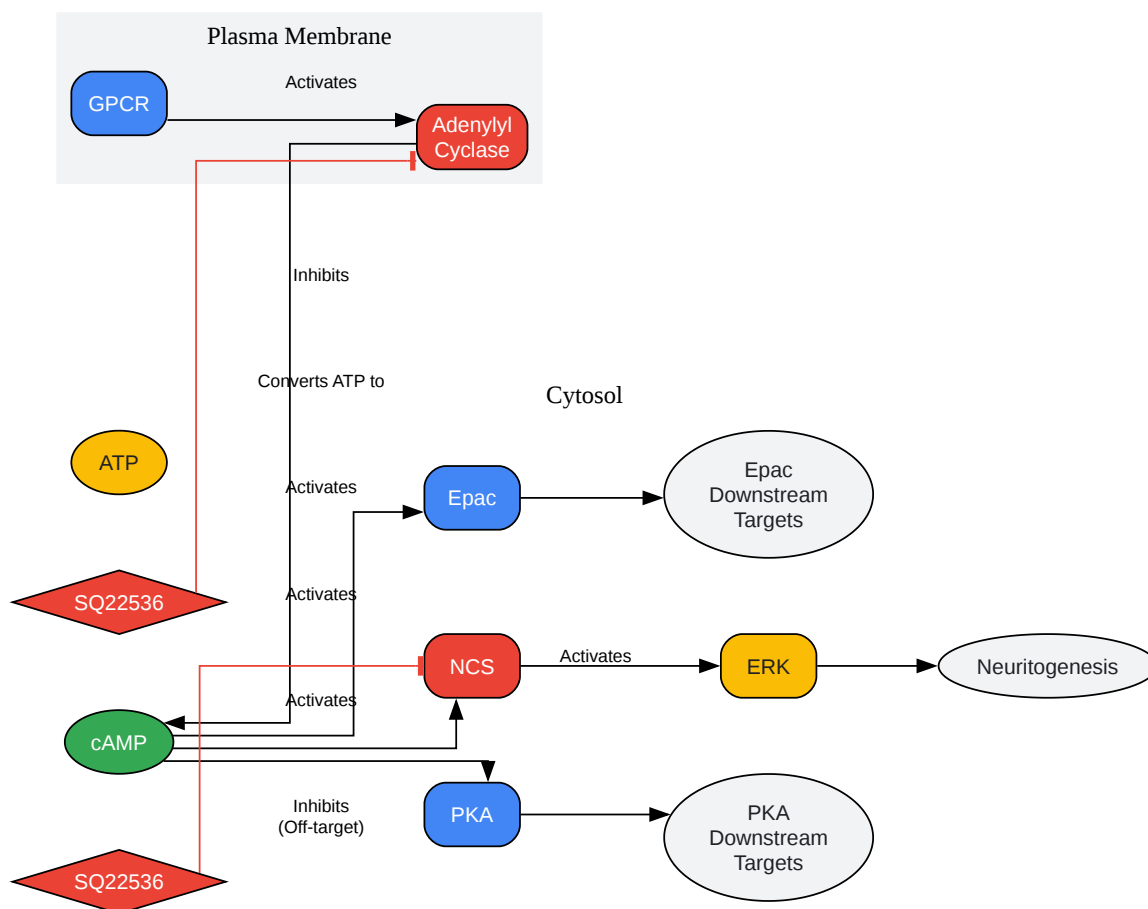 Plasma Membrane
GPCR
Activates
Adenylyl
Cyclase
Inhibits
Converts ATP to
Cytosol
ATP
Activates
Epac
Epac
Downstream
Targets
SQ22536
Activates
NCS
Activates
ERK
Neuritogenesis
Activates
cAMP
Inhibits
(Off-target)
PKA
PKA
Downstream
Targets
SQ22536